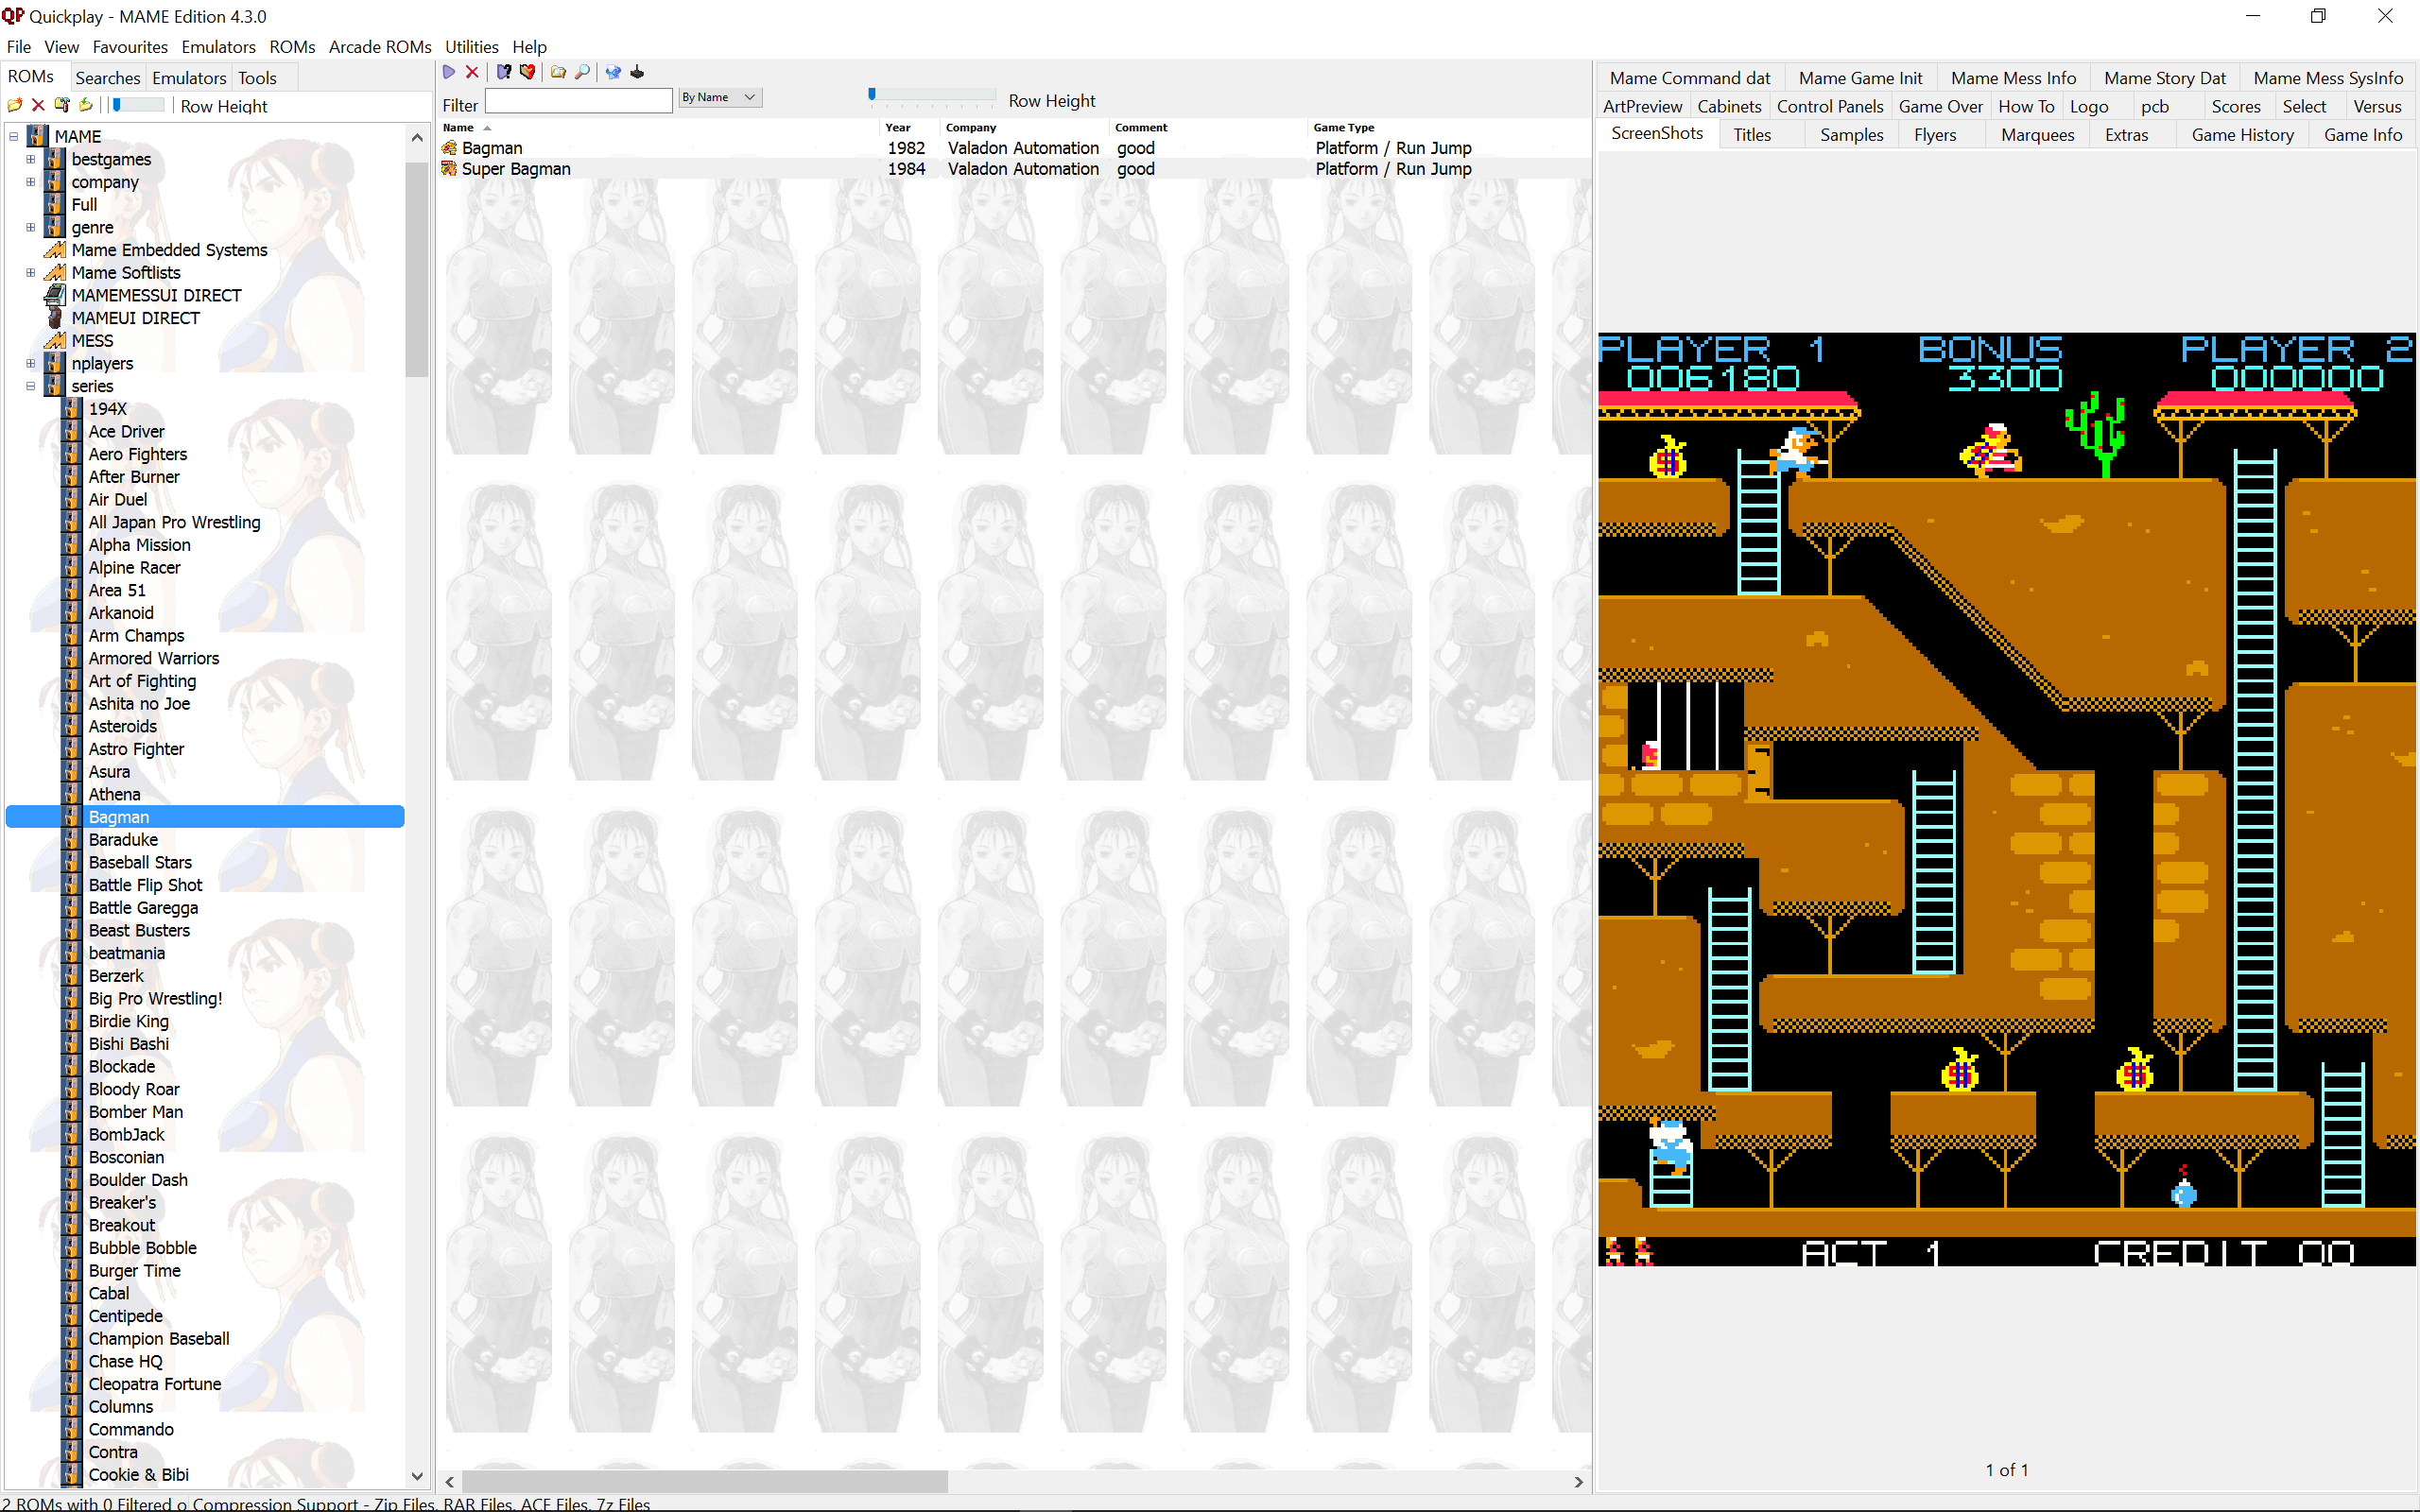 QP Quickplay - MAME Edition 4.3.0
File View Favourites Emulators ROMs Arcade ROMs Utilities Help
ROMs Searches Emulators Tools
Row Height
MAME
bestgames
company
Full
genre
Mame Embedded Systems
Mame Softlists
MAMEMESSUI DIRECT
MAMEUI DIRECT
MESS
nplayers
series
194X
Ace Driver
Aero Fighters
After Burner
Air Duel
All Japan Pro Wrestling
Alpha Mission
Alpine Racer
Area 51
Arkanoid
Arm Champs
Armored Warriors
Art of Fighting
Ashita no Joe
Asteroids
Astro Fighter
Asura
Athena
Bagman
Baraduke
Baseball Stars
Battle Flip Shot
Battle Garegga
Beast Busters
beatmania
Berzerk
Big Pro Wrestling!
Birdie King
Bishi Bashi
Blockade
Bloody Roar
Bomber Man
BombJack
Bosconian
Boulder Dash
Breaker's
Breakout
Bubble Bobble
Burger Time
Cabal
Centipede
Champion Baseball
Chase HQ
Cleopatra Fortune
Columns
Commando
Contra
Cookie & Bibi
Filter By Name Row Height
Name Year Company Comment Game Type
Bagman 1982 Valadon Automation good Platform / Run Jump
Super Bagman 1984 Valadon Automation good Platform / Run Jump
Mame Command dat Mame Game Init Mame Mess Info Mame Story Dat Mame Mess SysInfo
ArtPreview Cabinets Control Panels Game Over How To Logo pcb Scores Select Versus
ScreenShots Titles Samples Flyers Marquees Extras Game History Game Info
PLAYER 1 BONUS PLAYER 2
006180 3300 000000
ACT 1 CREDIT 00
1 of 1
2 ROMs with 0 Filtered o Compression Support - Zip Files, RAR Files, ACE Files, 7z Files